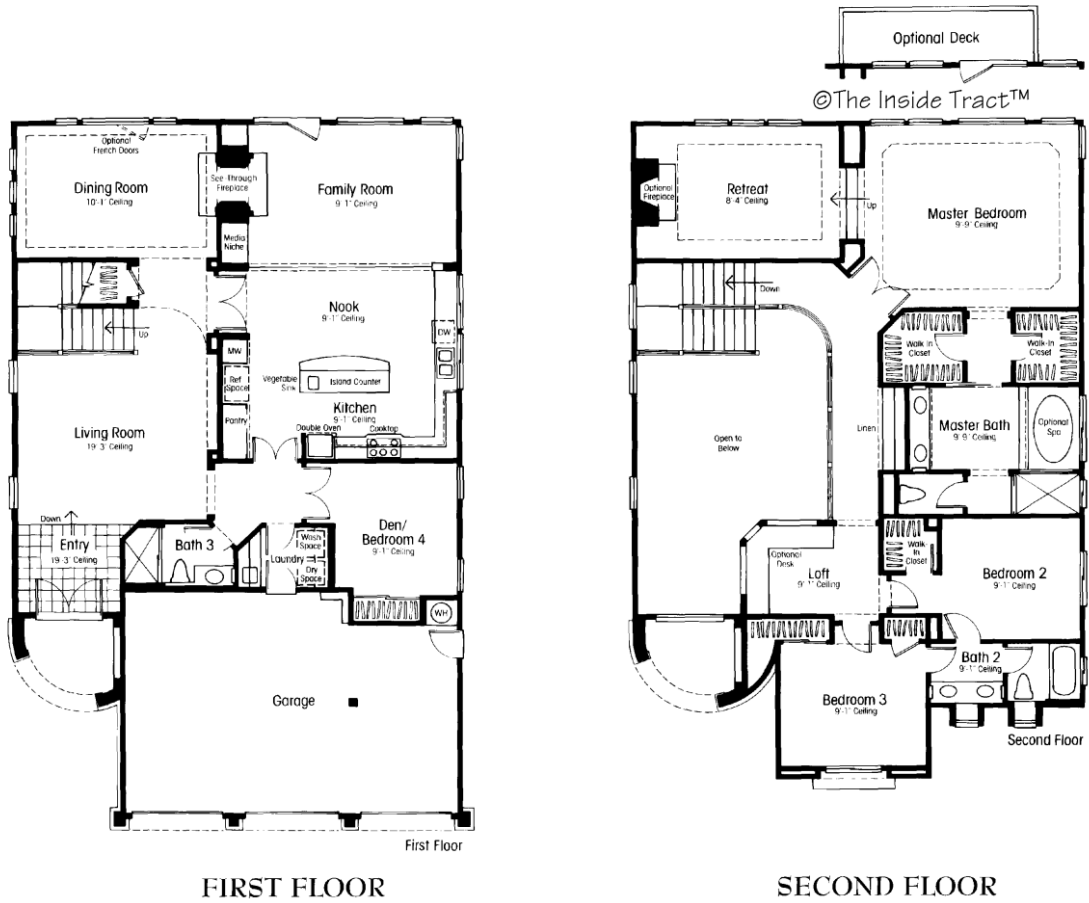 Optional Deck
©The Inside Tract™
Optional
French Doors
Dining Room
10'-1" Ceiling
See-Through
Fireplace
Family Room
9'-1" Ceiling
Media
Niche
Nook
9'-1" Ceiling
DW
Up
MW
Ref
Space
Vegetable
Sink
Island Counter
Pantry
Kitchen
9'-1" Ceiling
Double Oven
Cooktop
Living Room
19'-3" Ceiling
Down
Entry
19'-3" Ceiling
Bath 3
Wash
Space
Laundry
Dry
Space
Den/
Bedroom 4
9'-1" Ceiling
WH
Garage
First Floor
FIRST FLOOR
Optional
Fireplace
Retreat
8'-4" Ceiling
Up
Master Bedroom
9'-9" Ceiling
Down
Walk In
Closet
Walk-In
Closet
Open to
Below
Linen
Master Bath
9'-9" Ceiling
Optional
Spa
Optional
Desk
Loft
9'-1" Ceiling
Walk-
In
Closet
Bedroom 2
9'-1" Ceiling
Bath 2
9'-1" Ceiling
Bedroom 3
9'-1" Ceiling
Second Floor
SECOND FLOOR